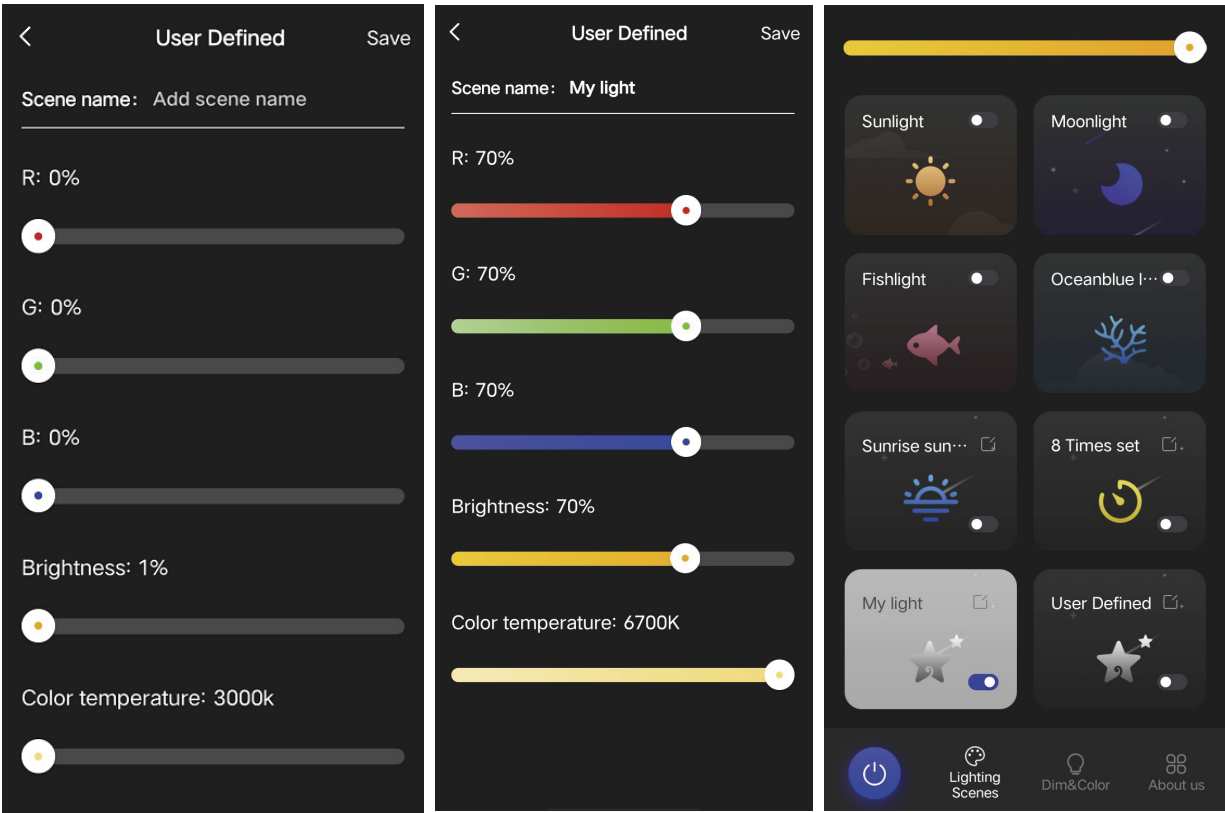 User Defined
Save
Scene name: Add scene name
R: 0%
G: 0%
B: 0%
Brightness: 1%
Color temperature: 3000k
User Defined
Save
Scene name: My light
R: 70%
G: 70%
B: 70%
Brightness: 70%
Color temperature: 6700K
Sunlight
Moonlight
Fishlight
Oceanblue l···
Sunrise sun···
8 Times set
My light
User Defined
Lighting
Scenes
Dim&Color
About us